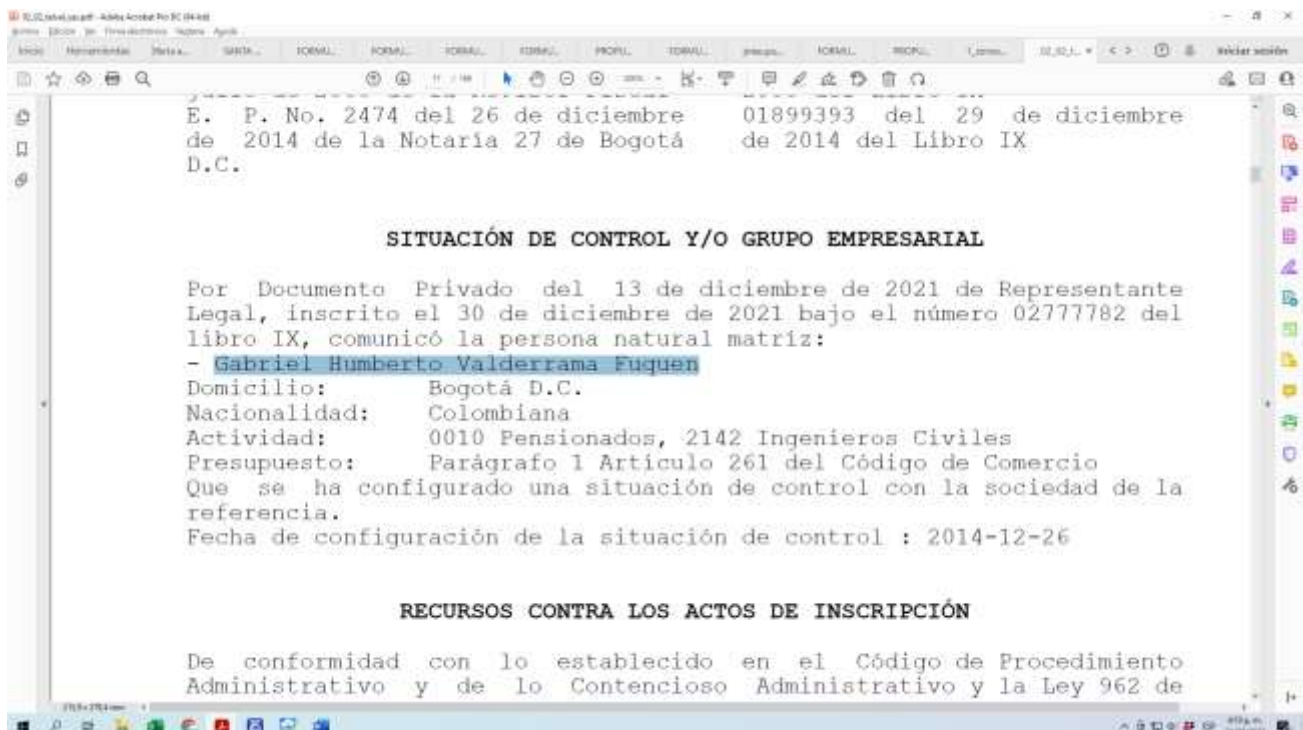 E. P. No. 2474 del 26 de diciembre 01899393 del 29 de diciembre
de 2014 de la Notaría 27 de Bogotá de 2014 del Libro IX
D.C.
SITUACIÓN DE CONTROL Y/O GRUPO EMPRESARIAL
Por Documento Privado del 13 de diciembre de 2021 de Representante
Legal, inscrito el 30 de diciembre de 2021 bajo el número 02777782 del
libro IX, comunicó la persona natural matríz:
- Gabriel Humberto Valderrama Fuquen
Domicilio: Bogotá D.C.
Nacionalidad: Colombiana
Actividad: 0010 Pensionados, 2142 Ingenieros Civiles
Presupuesto: Parágrafo 1 Artículo 261 del Código de Comercio
Que se ha configurado una situación de control con la sociedad de la
referencia.
Fecha de configuración de la situación de control : 2014-12-26
RECURSOS CONTRA LOS ACTOS DE INSCRIPCIÓN
De conformidad con lo establecido en el Código de Procedimiento
Administrativo y de lo Contencioso Administrativo y la Ley 962 de